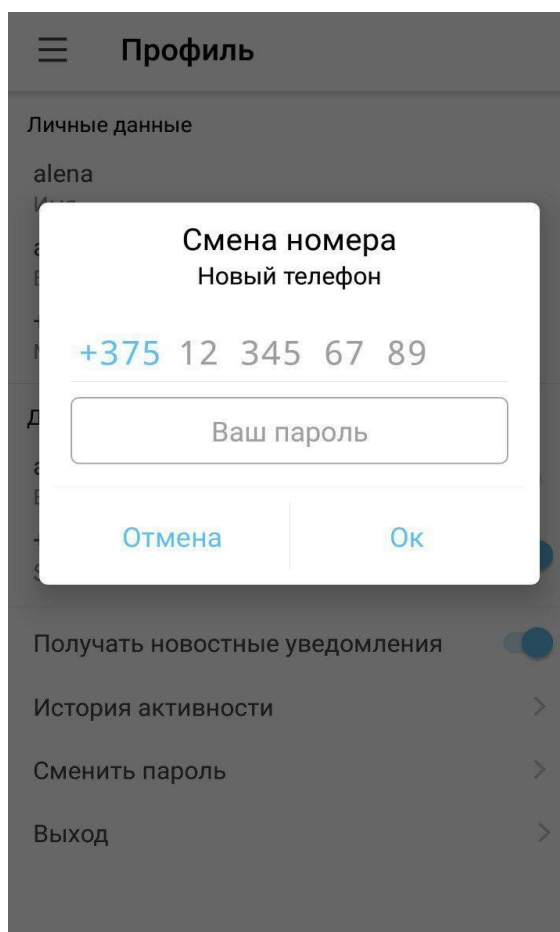 Профиль
Личные данные
alena
Смена номера
Новый телефон
+375 12 345 67 89
Ваш пароль
Отмена
Ок
Получать новостные уведомления
История активности
Сменить пароль
Выход